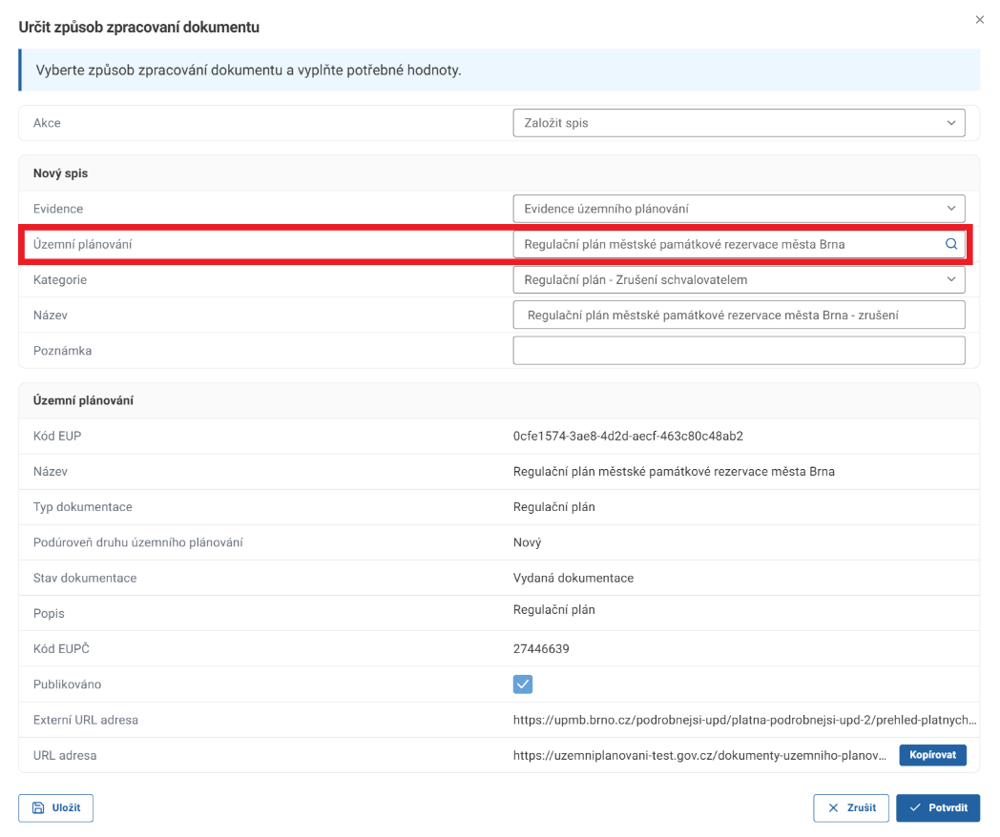 Určit způsob zpracovaní dokumentu
Vyberte způsob zpracování dokumentu a vyplňte potřebné hodnoty.
Akce Založit spis
Nový spis
Evidence Evidence územního plánování
Územní plánování Regulační plán městské památkové rezervace města Brna
Kategorie Regulační plán - Zrušení schvalovatelem
Název Regulační plán městské památkové rezervace města Brna - zrušení
Poznámka
Územní plánování
Kód EUP 0cfe1574-3ae8-4d2d-aecf-463c80c48ab2
Název Regulační plán městské památkové rezervace města Brna
Typ dokumentace Regulační plán
Podúroveň druhu územního plánování Nový
Stav dokumentace Vydaná dokumentace
Popis Regulační plán
Kód EUPČ 27446639
Publikováno
Externí URL adresa https://upmb.brno.cz/podrobnejsi-upd/platna-podrobnejsi-upd-2/prehled-platnych...
URL adresa https://uzemniplanovani-test.gov.cz/dokumenty-uzemniho-planov... Kopírovat
Uložit Zrušit Potvrdit